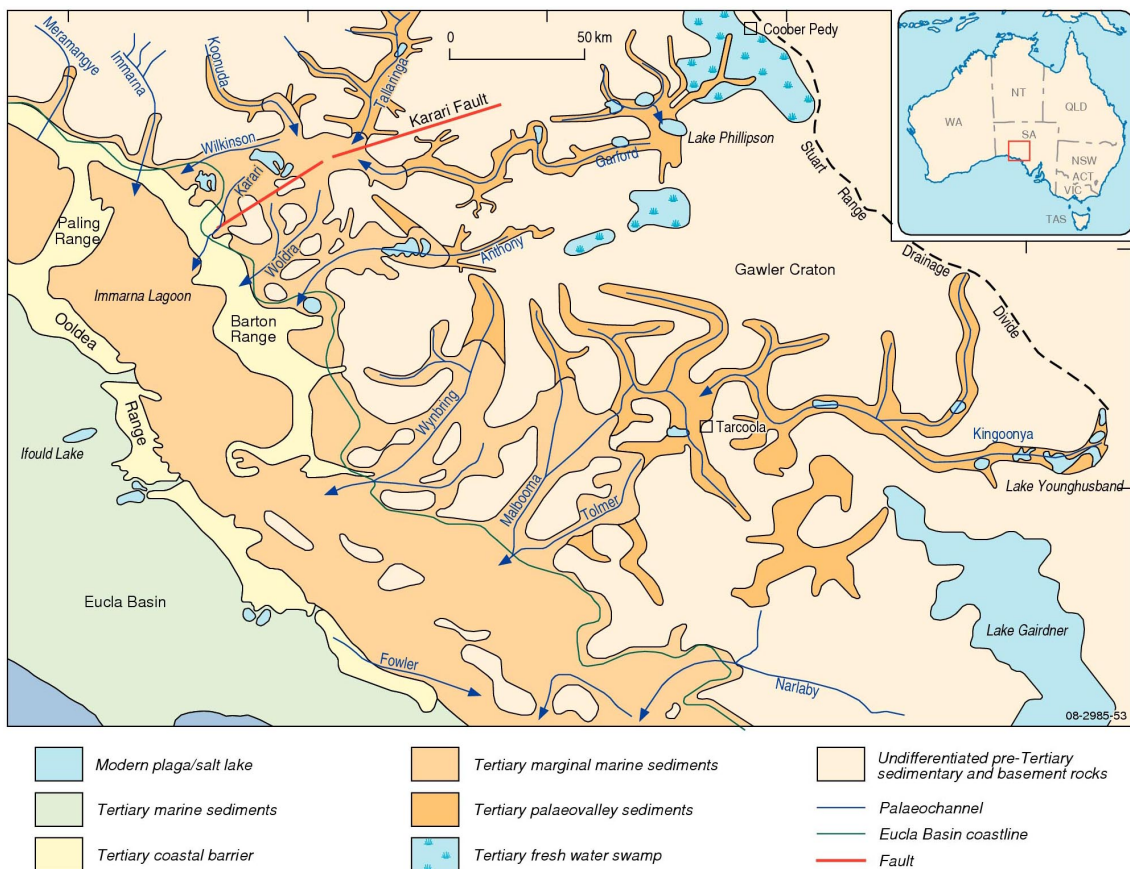 Meramangye
Immarna
Koonuda
Tallaringa
0
50 km
Coober Pedy
Karari Fault
Wilkinson
Karari
Garford
Lake Phillipson
Stuart
Range
Drainage
Divide
WA
NT
QLD
SA
NSW
ACT
VIC
TAS
Paling
Range
Woldra
Anthony
Gawler Craton
Immarna Lagoon
Barton
Range
Ooldea
Range
Wynbring
Tarcoola
Kingoonya
Ifould Lake
Malbooma
Tolmer
Lake Younghusband
Eucla Basin
Lake Gairdner
Fowler
Narlaby
08-2985-53
Modern plaga/salt lake
Tertiary marine sediments
Tertiary coastal barrier
Tertiary marginal marine sediments
Tertiary palaeovalley sediments
Tertiary fresh water swamp
Undifferentiated pre-Tertiary
sedimentary and basement rocks
Palaeochannel
Eucla Basin coastline
Fault